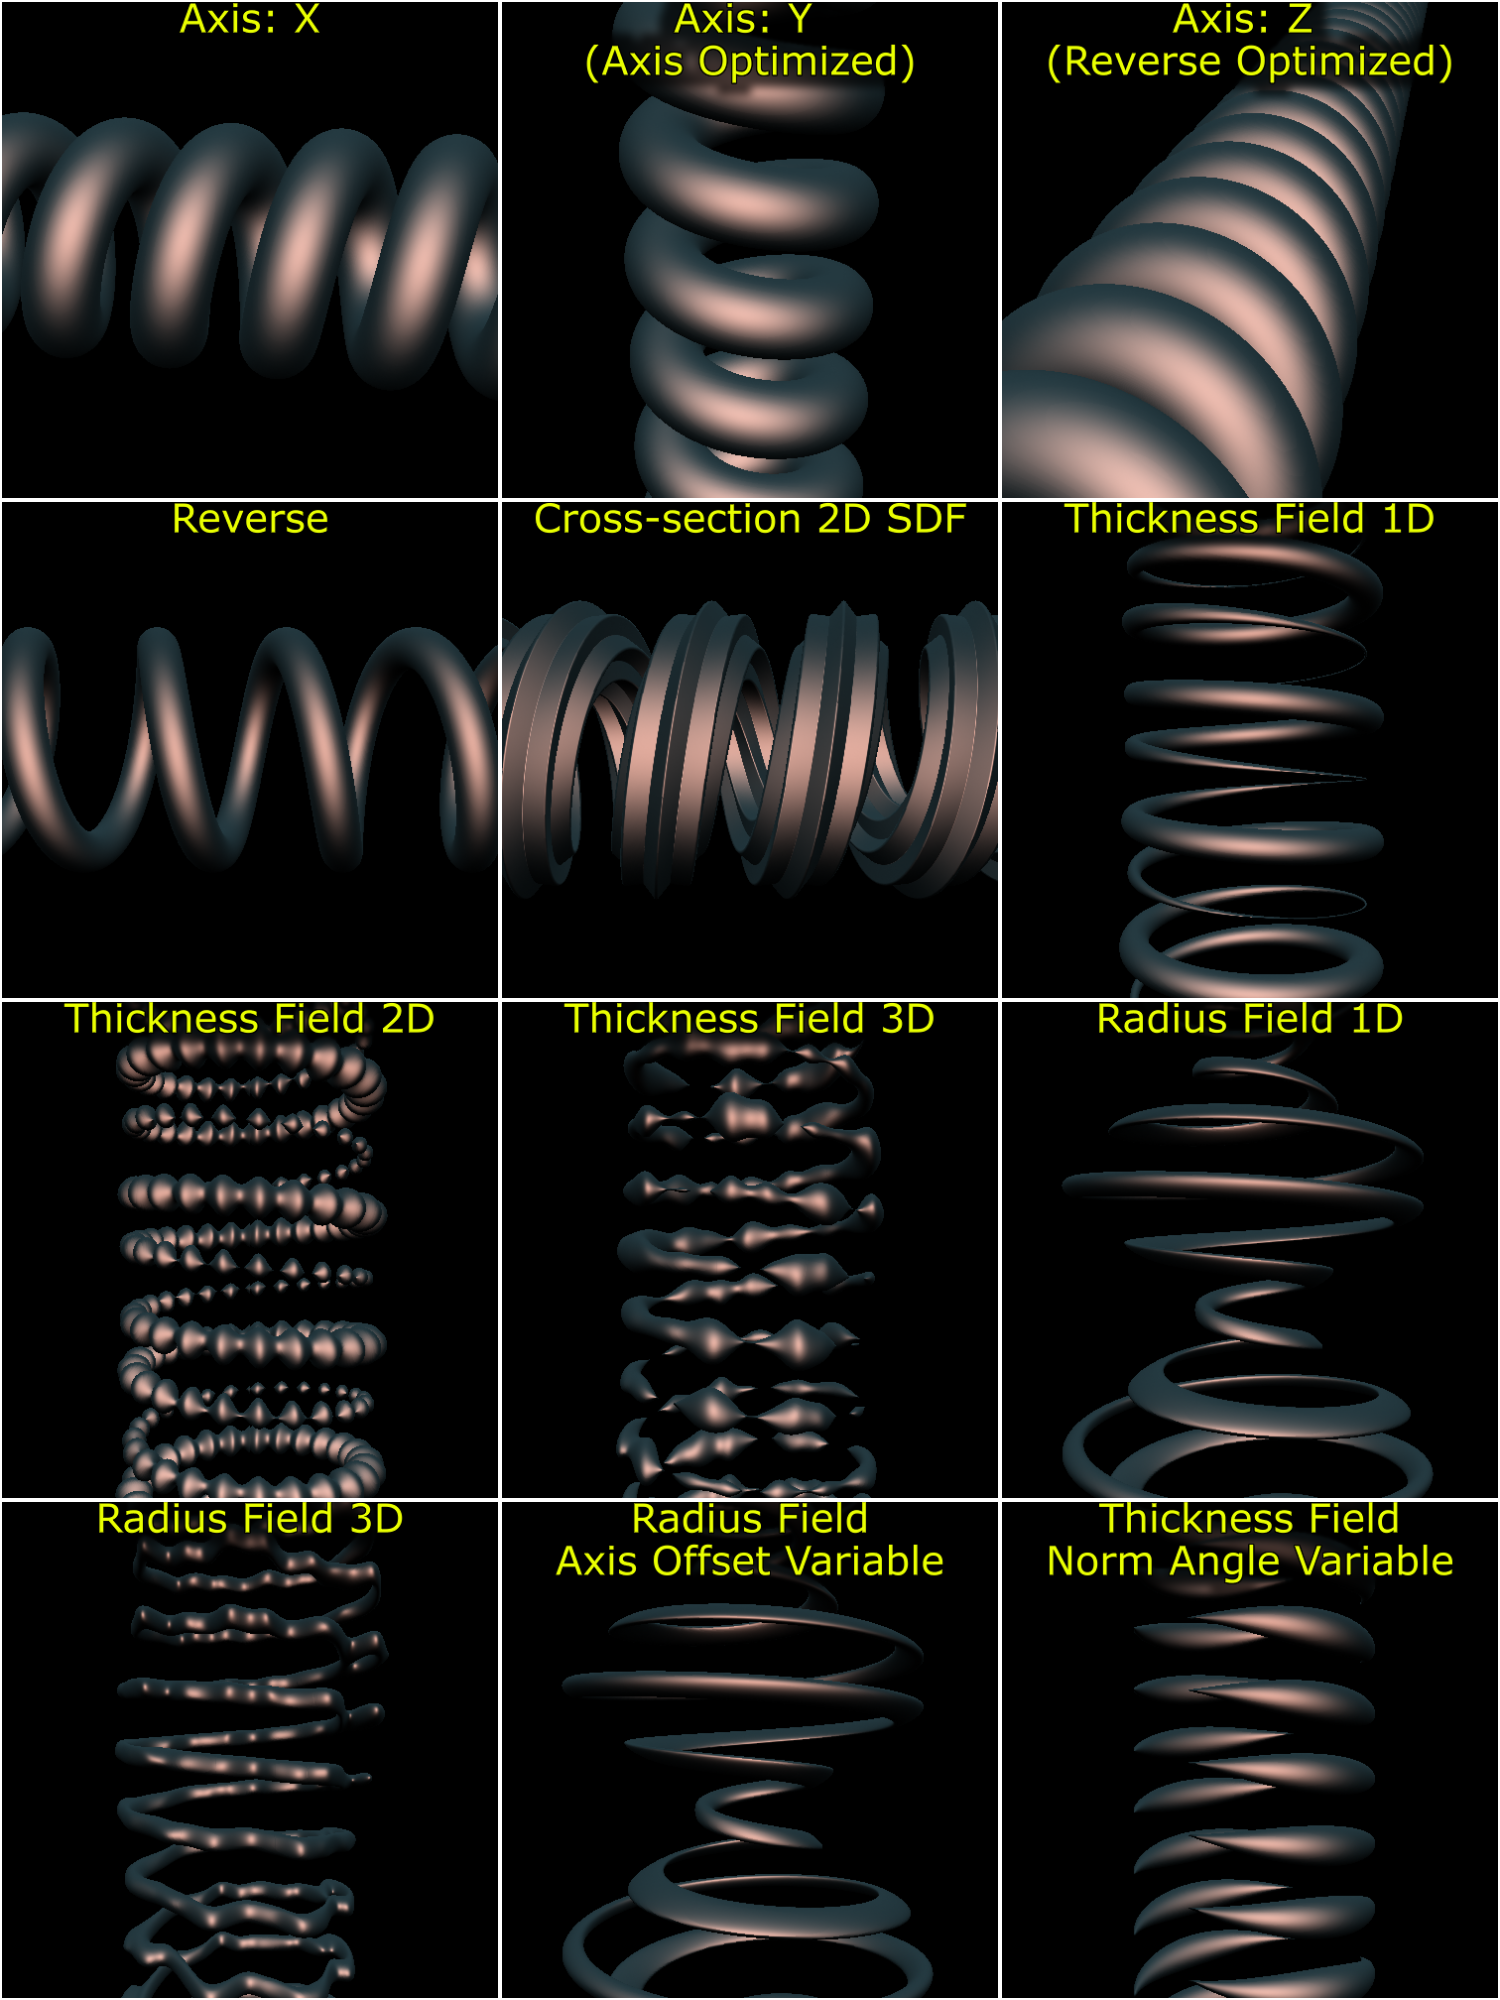 Axis: X
Axis: Y
(Axis Optimized)
Axis: Z
(Reverse Optimized)
Reverse
Cross-section 2D SDF
Thickness Field 1D
Thickness Field 2D
Thickness Field 3D
Radius Field 1D
Radius Field 3D
Radius Field
Axis Offset Variable
Thickness Field
Norm Angle Variable